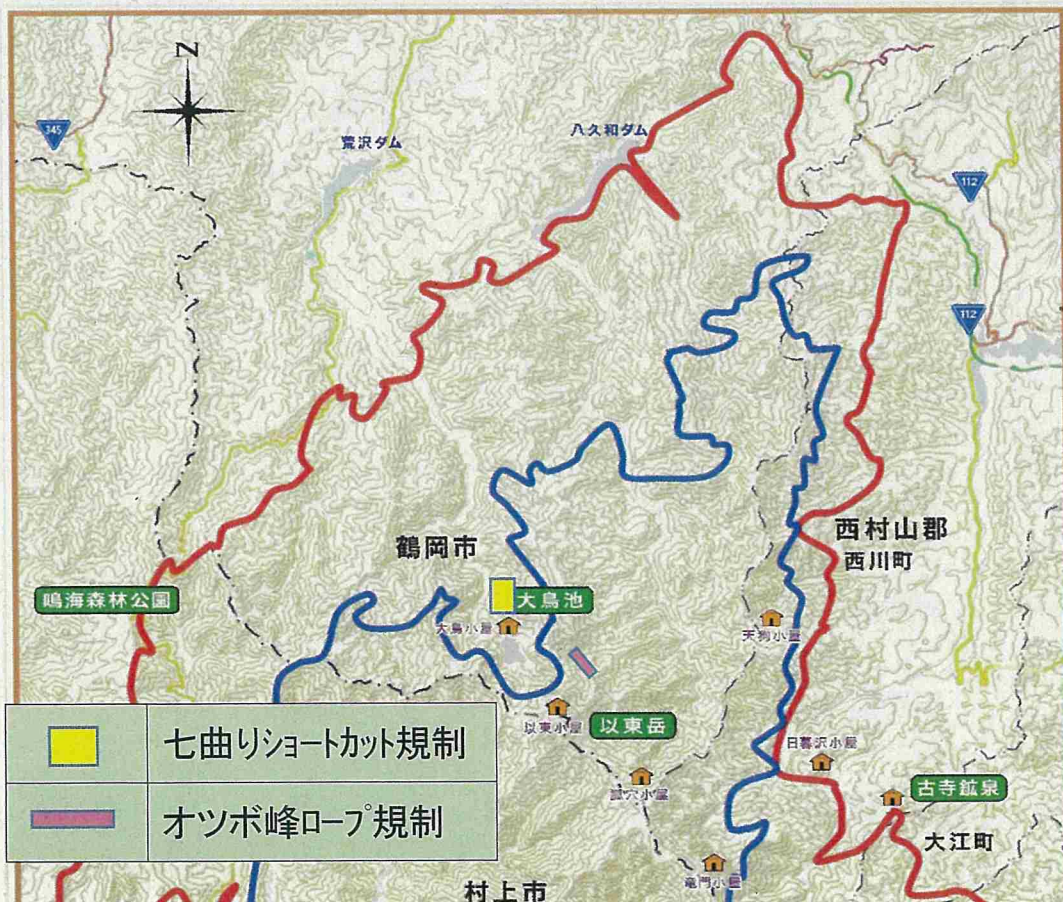 N
345
荒沢ダム
八久和ダム
112
112
鶴岡市
西村山郡
西川町
鳴海森林公園
大鳥池
大鳥小屋
天狗小屋
以東小屋
以東岳
日暮沢小屋
狐穴小屋
古寺鉱泉
大江町
竜門小屋
村上市
七曲りショートカット規制
オツボ峰ロープ規制